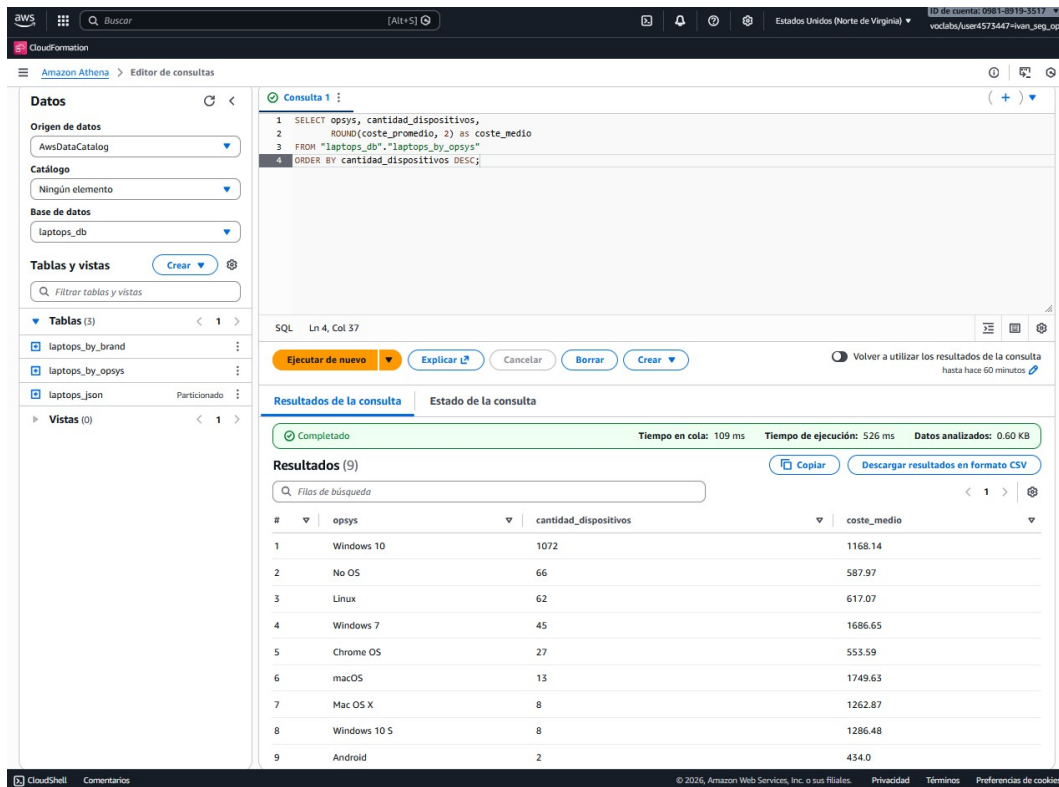 aws
Buscar
[Alt+S]
Estados Unidos (Norte de Virginia)
ID de cuenta: 0981-8919-3517
voclabs/user4573447=ivan_seg_op
CloudFormation
Amazon Athena > Editor de consultas
Datos
Origen de datos
AwsDataCatalog
Catálogo
Ningún elemento
Base de datos
laptops_db
Tablas y vistas
Crear
Filtrar tablas y vistas
Tablas (3)
< 1 >
laptops_by_brand
laptops_by_opsys
laptops_json Particionado
Vistas (0)
< 1 >
Consulta 1
1 SELECT opsys, cantidad_dispositivos,
2 ROUND(coste_promedio, 2) as coste_medio
3 FROM "laptops_db"."laptops_by_opsys"
4 ORDER BY cantidad_dispositivos DESC;
SQL Ln 4, Col 37
Ejecutar de nuevo
Explicar
Cancelar
Borrar
Crear
Volver a utilizar los resultados de la consulta
hasta hace 60 minutos
Resultados de la consulta
Estado de la consulta
Completado
Tiempo en cola: 109 ms
Tiempo de ejecución: 526 ms
Datos analizados: 0.60 KB
Resultados (9)
Copiar
Descargar resultados en formato CSV
Filas de búsqueda
< 1 >
# opsys cantidad_dispositivos coste_medio
1 Windows 10 1072 1168.14
2 No OS 66 587.97
3 Linux 62 617.07
4 Windows 7 45 1686.65
5 Chrome OS 27 553.59
6 macOS 13 1749.63
7 Mac OS X 8 1262.87
8 Windows 10 S 8 1286.48
9 Android 2 434.0
CloudShell Comentarios
© 2026, Amazon Web Services, Inc. o sus filiales. Privacidad Términos Preferencias de cookies